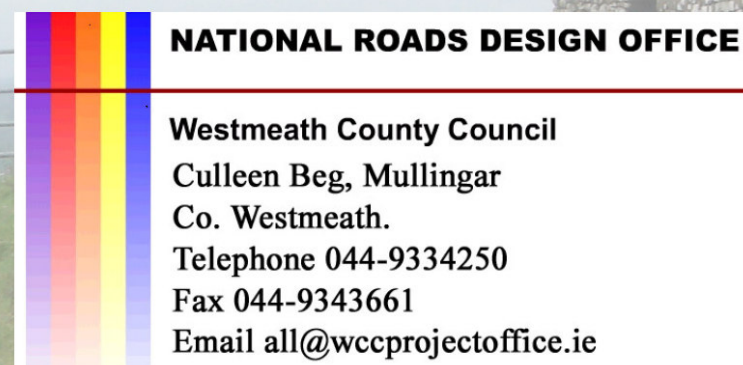 NATIONAL ROADS DESIGN OFFICE
Westmeath County Council
Culleen Beg, Mullingar
Co. Westmeath.
Telephone 044-9334250
Fax 044-9343661
Email all@wccprojectoffice.ie